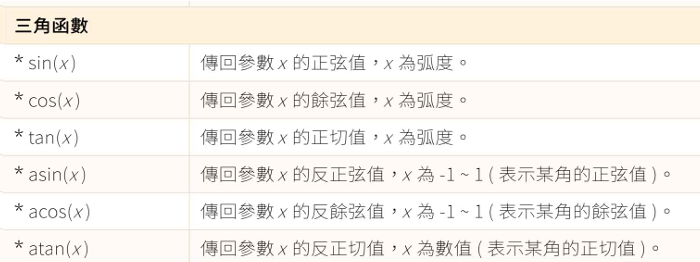 三角函數
* sin(x) 傳回參數 x 的正弦值，x 為弧度。
* cos(x) 傳回參數 x 的餘弦值，x 為弧度。
* tan(x) 傳回參數 x 的正切值，x 為弧度。
* asin(x) 傳回參數 x 的反正弦值，x 為 -1 ~ 1 ( 表示某角的正弦值 )。
* acos(x) 傳回參數 x 的反餘弦值，x 為 -1 ~ 1 ( 表示某角的餘弦值 )。
* atan(x) 傳回參數 x 的反正切值，x 為數值 ( 表示某角的正切值 )。